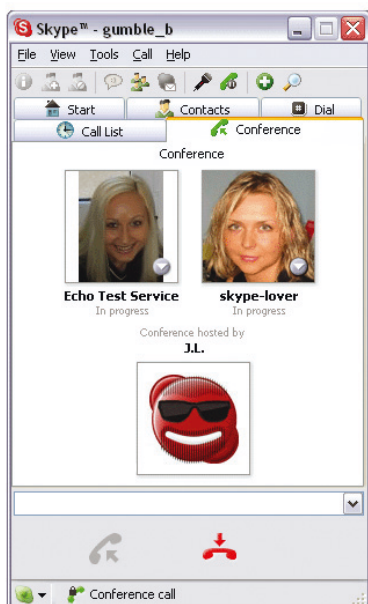 Skype™ - gumble_b
File View Tools Call Help
Start Contacts Dial
Call List Conference
Conference
Echo Test Service skype-lover
In progress In progress
Conference hosted by
J.L.
Conference call